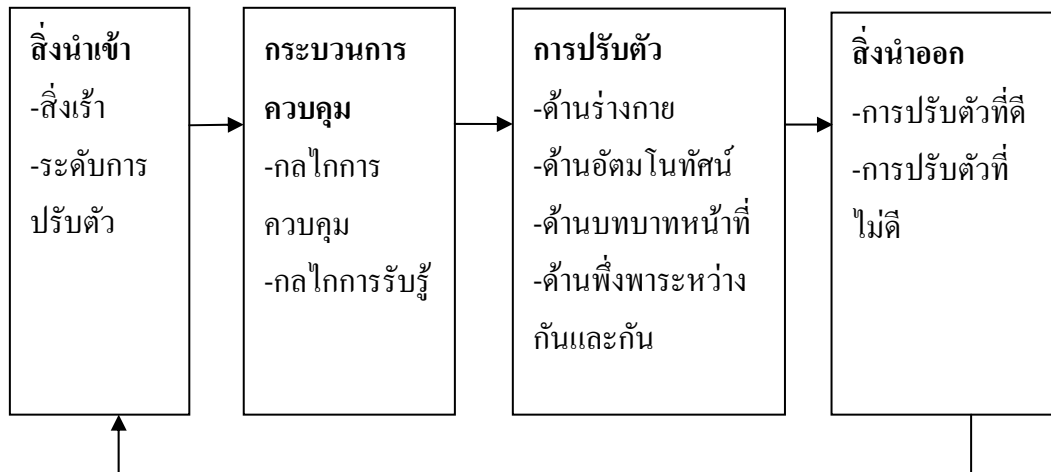 สิ่งนำเข้า
-สิ่งเร้า
-ระดับการ
ปรับตัว
กระบวนการ
ควบคุม
-กลไกการ
ควบคุม
-กลไกการรับรู้
การปรับตัว
-ด้านร่างกาย
-ด้านอัตมโนทัศน์
-ด้านบทบาทหน้าที่
-ด้านพึ่งพาระหว่าง
กันและกัน
สิ่งนำออก
-การปรับตัวที่ดี
-การปรับตัวที่
ไม่ดี